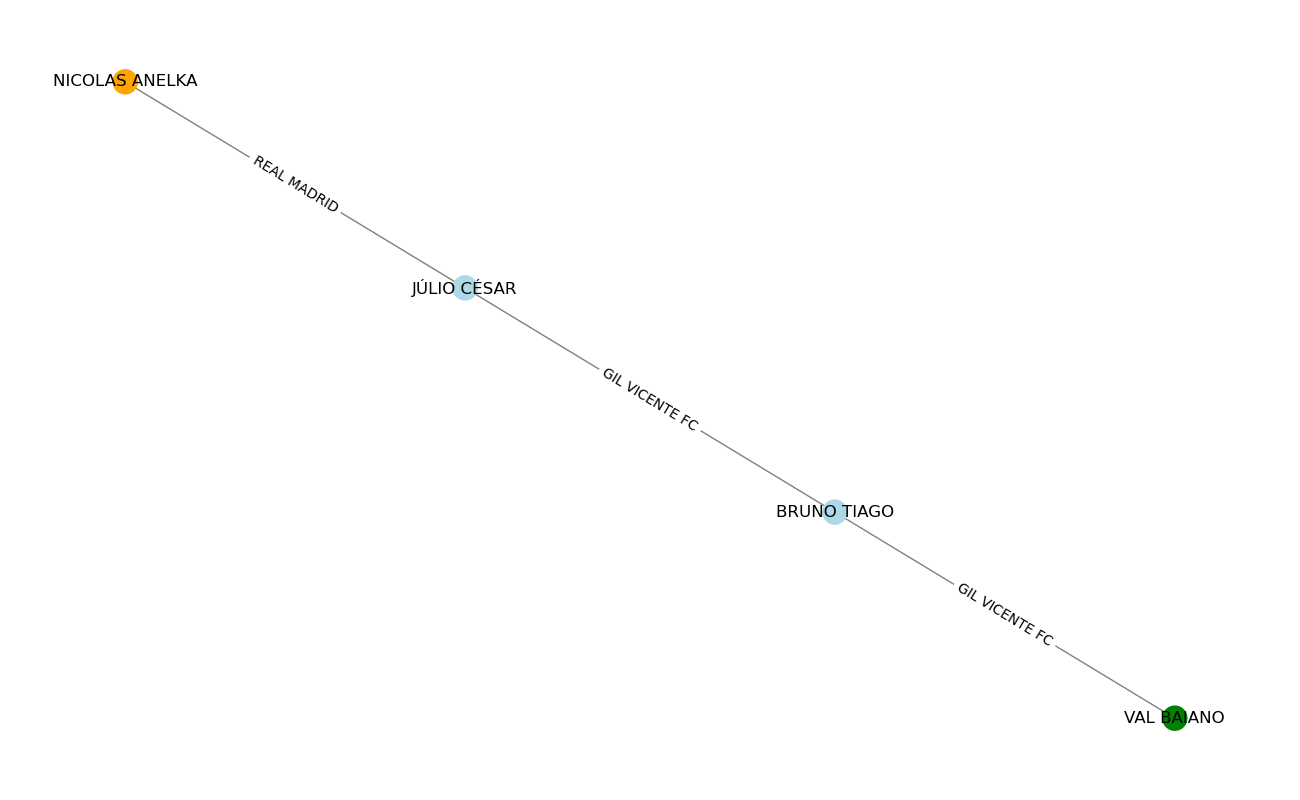 NICOLAS ANELKA
REAL MADRID
JÚLIO CÉSAR
GIL VICENTE FC
BRUNO TIAGO
GIL VICENTE FC
VAL BAIANO